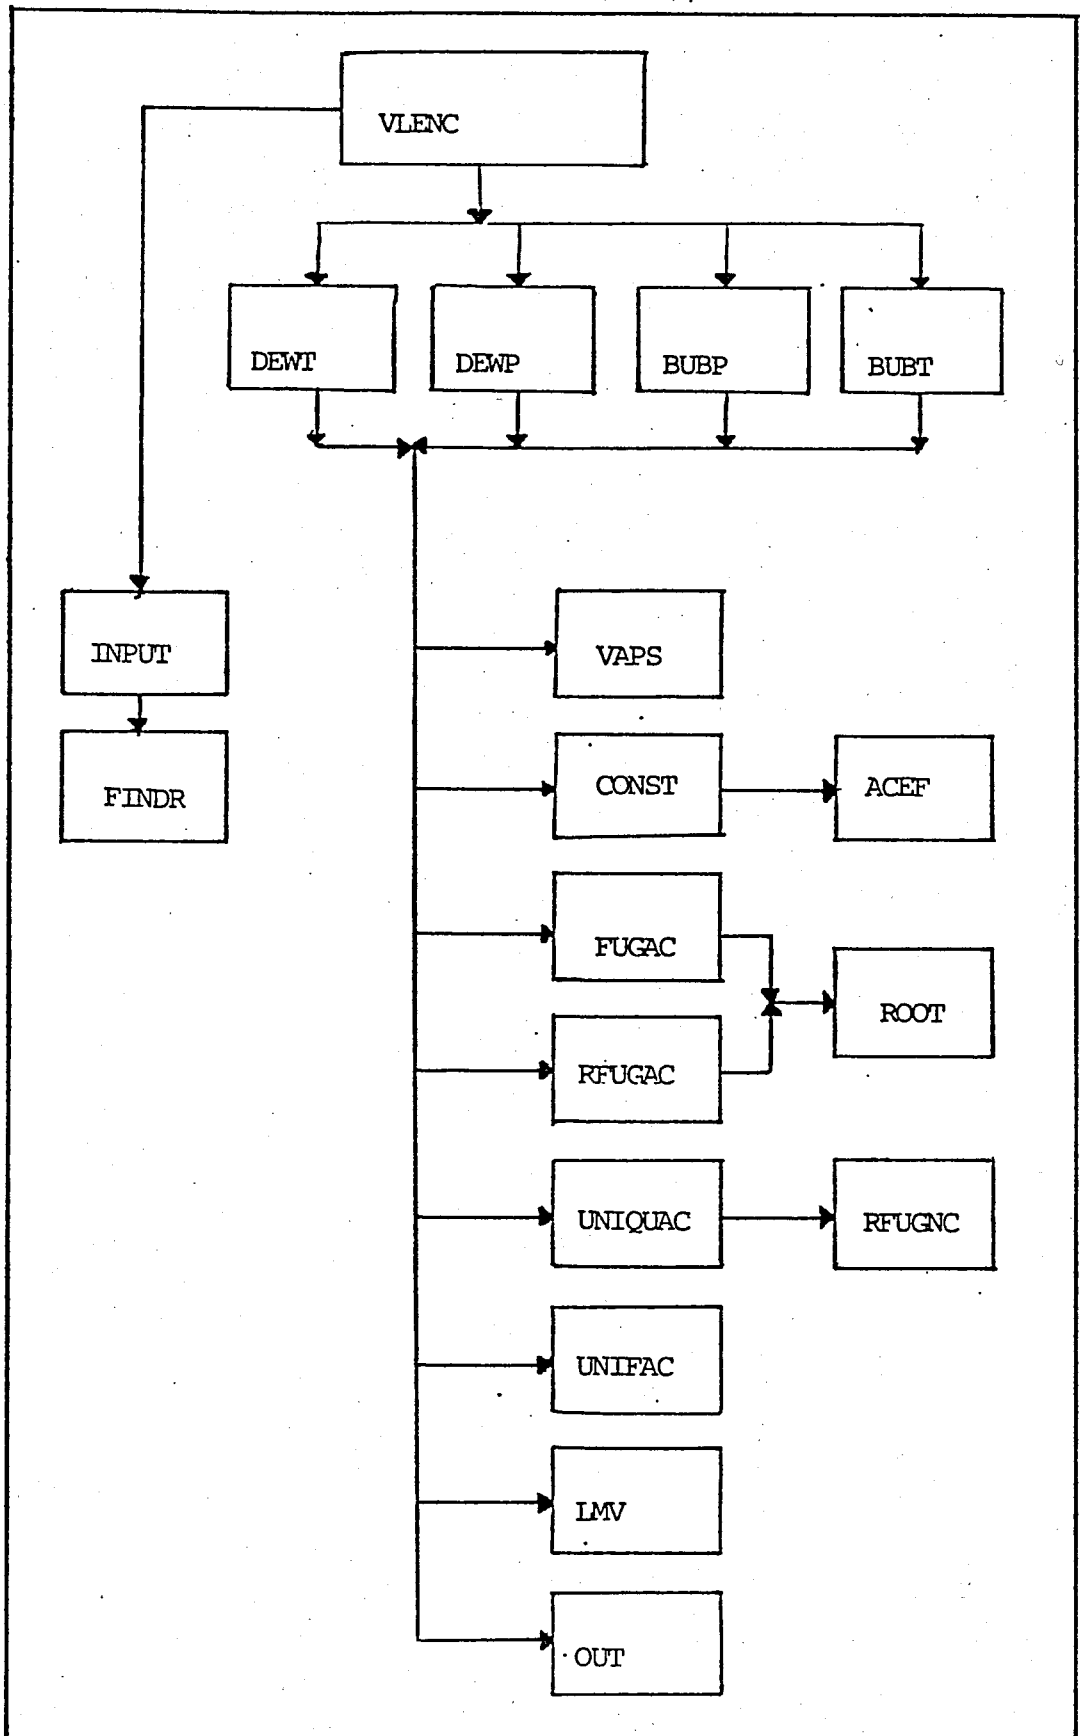 VLENC
DEWT
DEWP
BUBP
BUBT
INPUT
FINDR
VAPS
CONST
ACEF
FUGAC
ROOT
RFUGAC
UNIQUAC
RFUGNC
UNIFAC
LMV
OUT